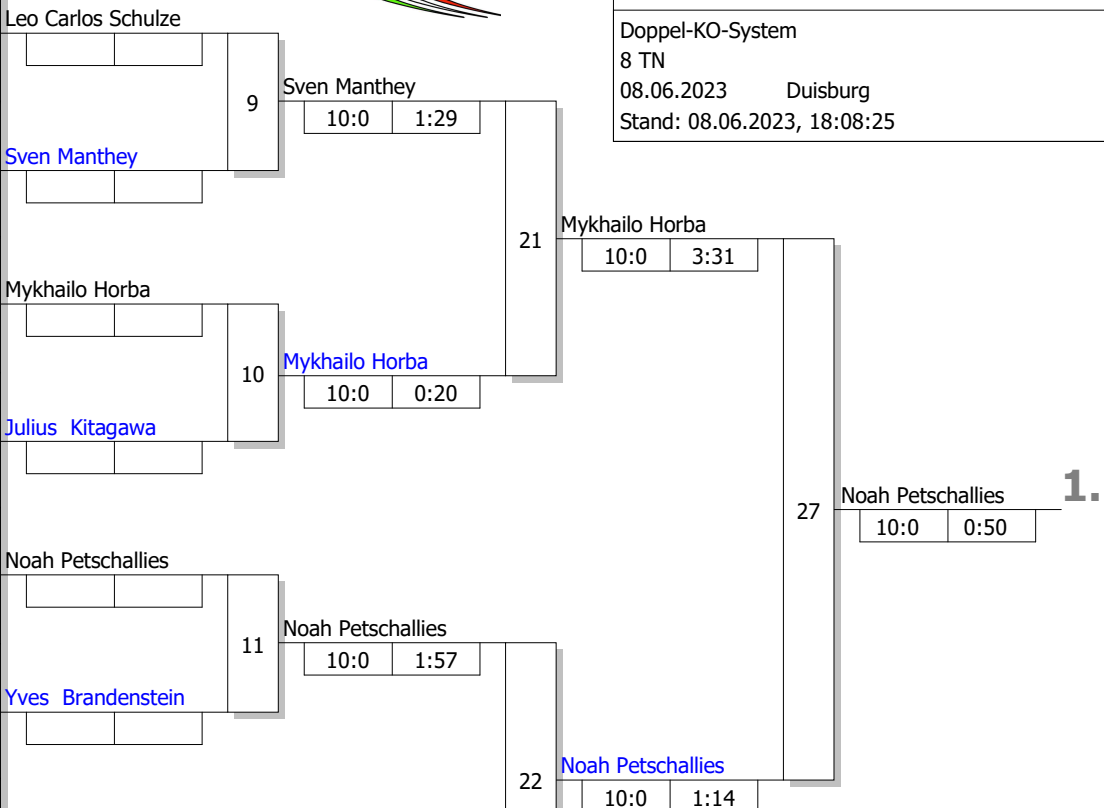 Leo Carlos Schulze
Doppel-KO-System
8 TN
08.06.2023 Duisburg
Stand: 08.06.2023, 18:08:25
9
Sven Manthey
10:0 1:29
Sven Manthey
21
Mykhailo Horba
10:0 3:31
Mykhailo Horba
10
Mykhailo Horba
10:0 0:20
Julius Kitagawa
27
Noah Petschallies
10:0 0:50
1.
Noah Petschallies
11
Noah Petschallies
10:0 1:57
Yves Brandenstein
22
Noah Petschallies
10:0 1:14